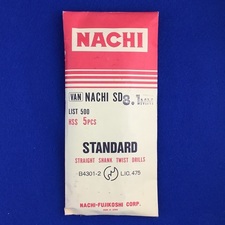 NACHI
VAN NACHI SD 8.1MM
LIST 500
HSS 5PCS
STANDARD
STRAIGHT SHANK TWIST DRILLS
B4301-2 LIC.475
NACHI-FUJIKOSHI CORP.